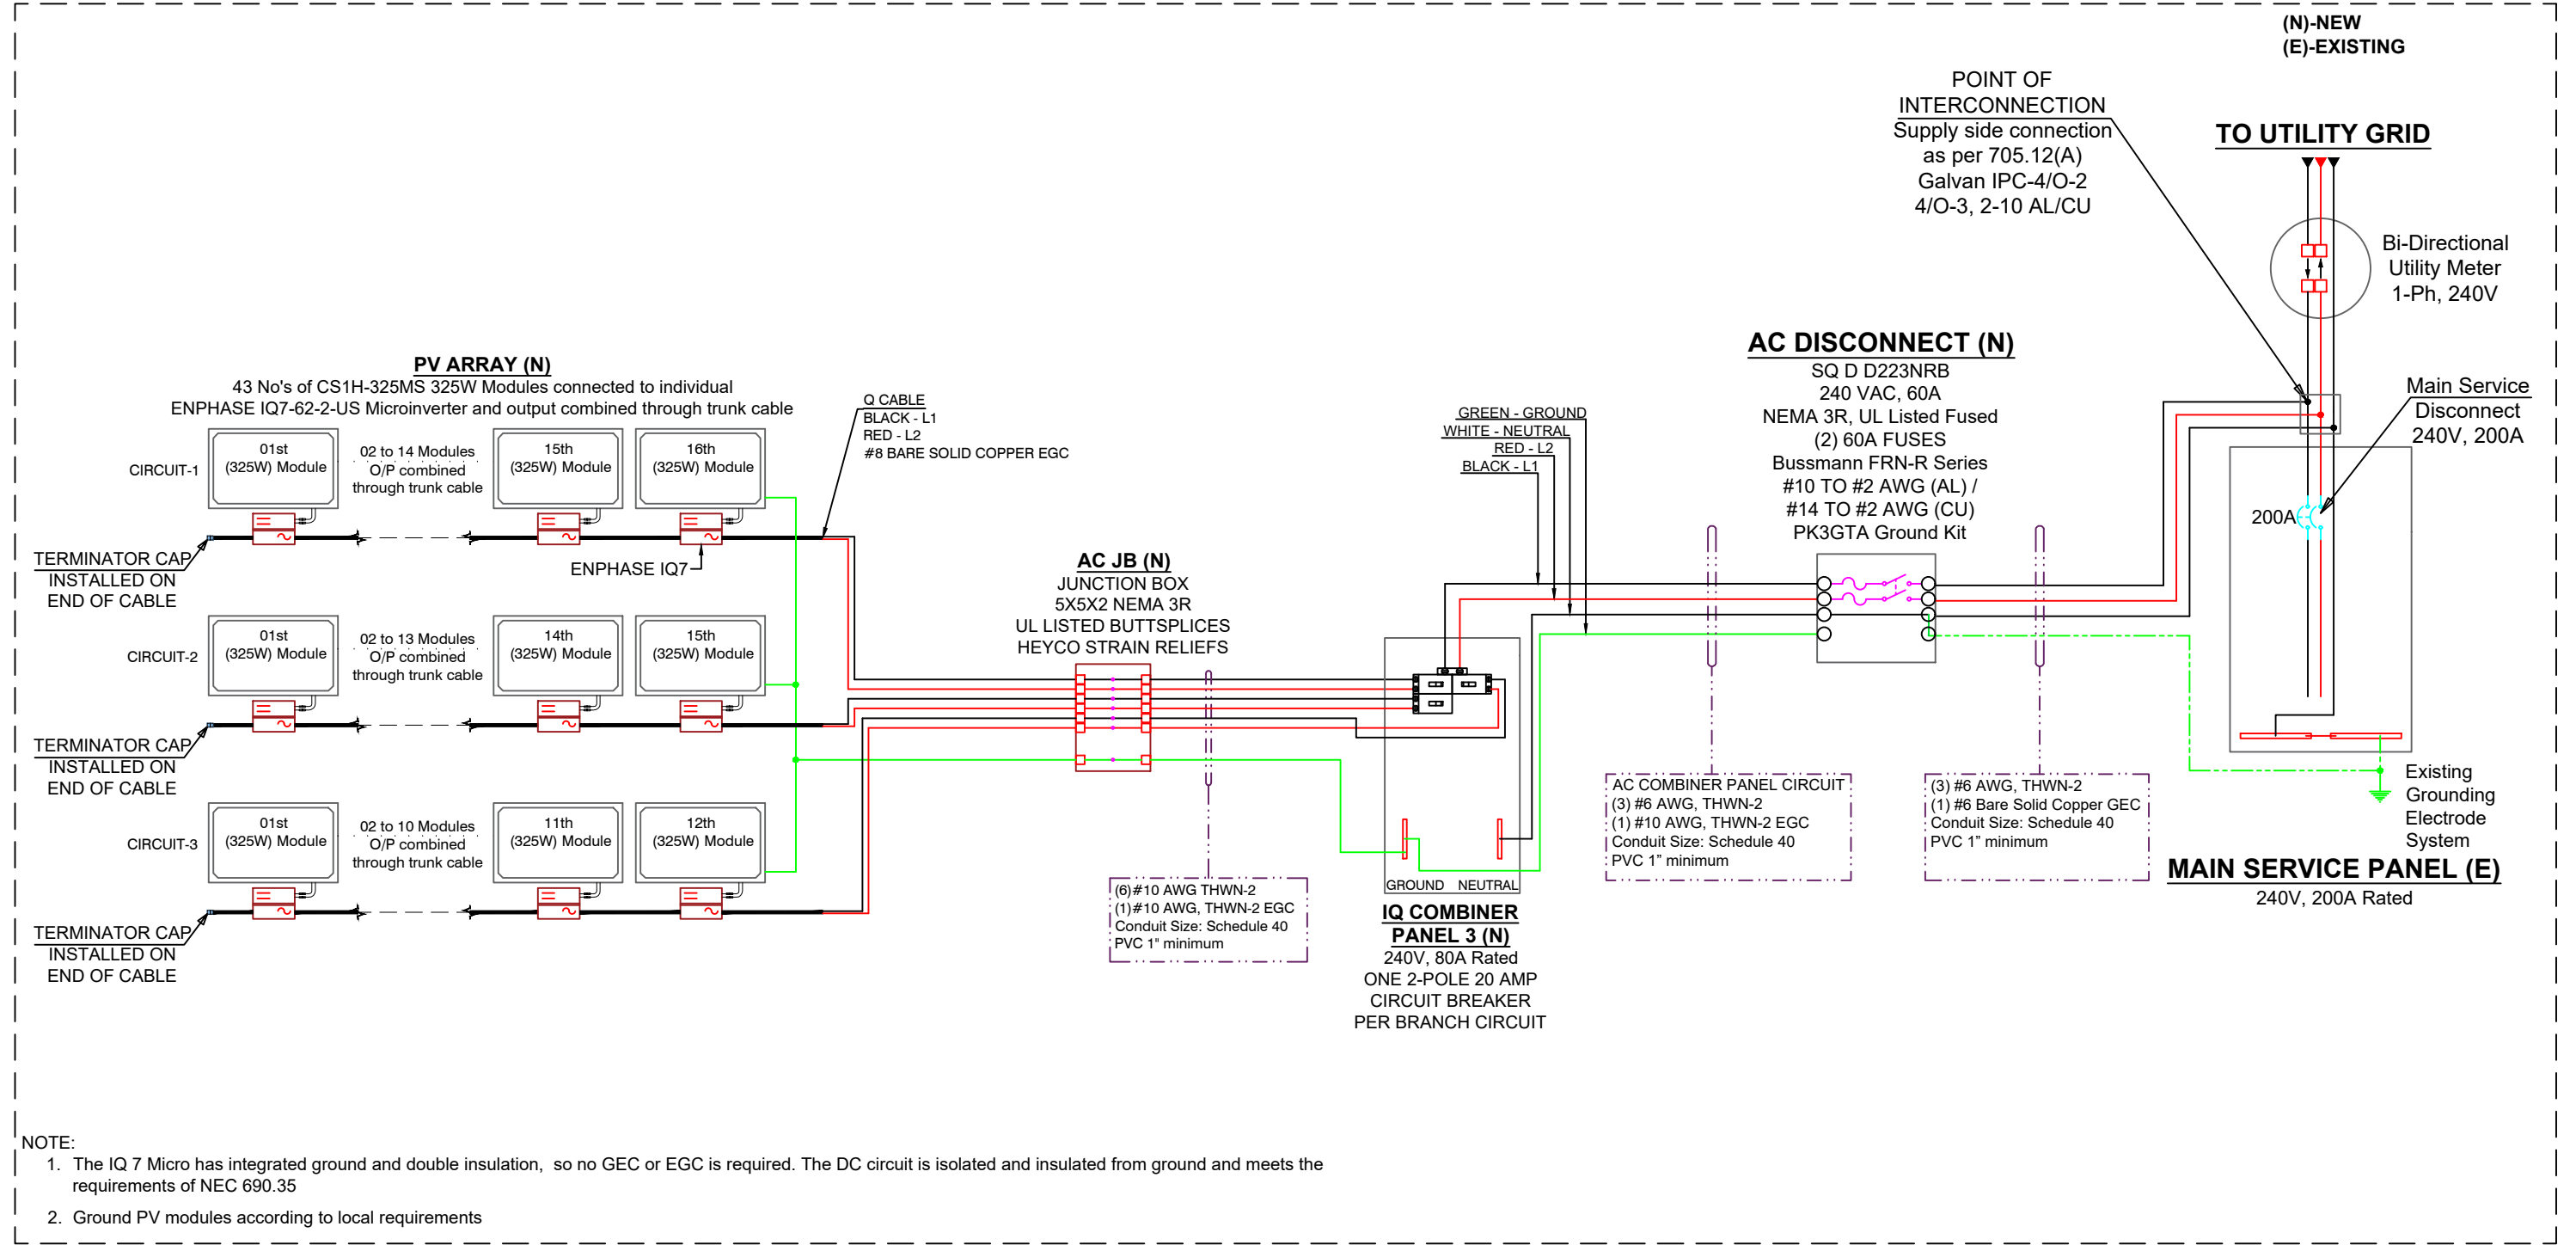 (N)-NEW
(E)-EXISTING
POINT OF
INTERCONNECTION
Supply side connection
as per 705.12(A)
Galvan IPC-4/O-2
4/O-3, 2-10 AL/CU
TO UTILITY GRID
Bi-Directional
Utility Meter
1-Ph, 240V
Main Service
Disconnect
240V, 200A
200A
PV ARRAY (N)
43 No's of CS1H-325MS 325W Modules connected to individual
ENPHASE IQ7-62-2-US Microinverter and output combined through trunk cable
Q CABLE
BLACK - L1
RED - L2
#8 BARE SOLID COPPER EGC
CIRCUIT-1
01st
(325W) Module
02 to 14 Modules
O/P combined
through trunk cable
15th
(325W) Module
16th
(325W) Module
TERMINATOR CAP
INSTALLED ON
END OF CABLE
ENPHASE IQ7
CIRCUIT-2
01st
(325W) Module
02 to 13 Modules
O/P combined
through trunk cable
14th
(325W) Module
15th
(325W) Module
TERMINATOR CAP
INSTALLED ON
END OF CABLE
CIRCUIT-3
01st
(325W) Module
02 to 10 Modules
O/P combined
through trunk cable
11th
(325W) Module
12th
(325W) Module
TERMINATOR CAP
INSTALLED ON
END OF CABLE
AC JB (N)
JUNCTION BOX
5X5X2 NEMA 3R
UL LISTED BUTTSPLICES
HEYCO STRAIN RELIEFS
(6)#10 AWG THWN-2
(1)#10 AWG, THWN-2 EGC
Conduit Size: Schedule 40
PVC 1" minimum
GREEN - GROUND
WHITE - NEUTRAL
RED - L2
BLACK - L1
GROUND
NEUTRAL
IQ COMBINER
PANEL 3 (N)
240V, 80A Rated
ONE 2-POLE 20 AMP
CIRCUIT BREAKER
PER BRANCH CIRCUIT
AC DISCONNECT (N)
SQ D D223NRB
240 VAC, 60A
NEMA 3R, UL Listed Fused
(2) 60A FUSES
Bussmann FRN-R Series
#10 TO #2 AWG (AL) /
#14 TO #2 AWG (CU)
PK3GTA Ground Kit
AC COMBINER PANEL CIRCUIT
(3) #6 AWG, THWN-2
(1) #10 AWG, THWN-2 EGC
Conduit Size: Schedule 40
PVC 1” minimum
(3) #6 AWG, THWN-2
(1) #6 Bare Solid Copper GEC
Conduit Size: Schedule 40
PVC 1” minimum
Existing
Grounding
Electrode
System
MAIN SERVICE PANEL (E)
240V, 200A Rated
NOTE:
1. The IQ 7 Micro has integrated ground and double insulation, so no GEC or EGC is required. The DC circuit is isolated and insulated from ground and meets the
requirements of NEC 690.35
2. Ground PV modules according to local requirements